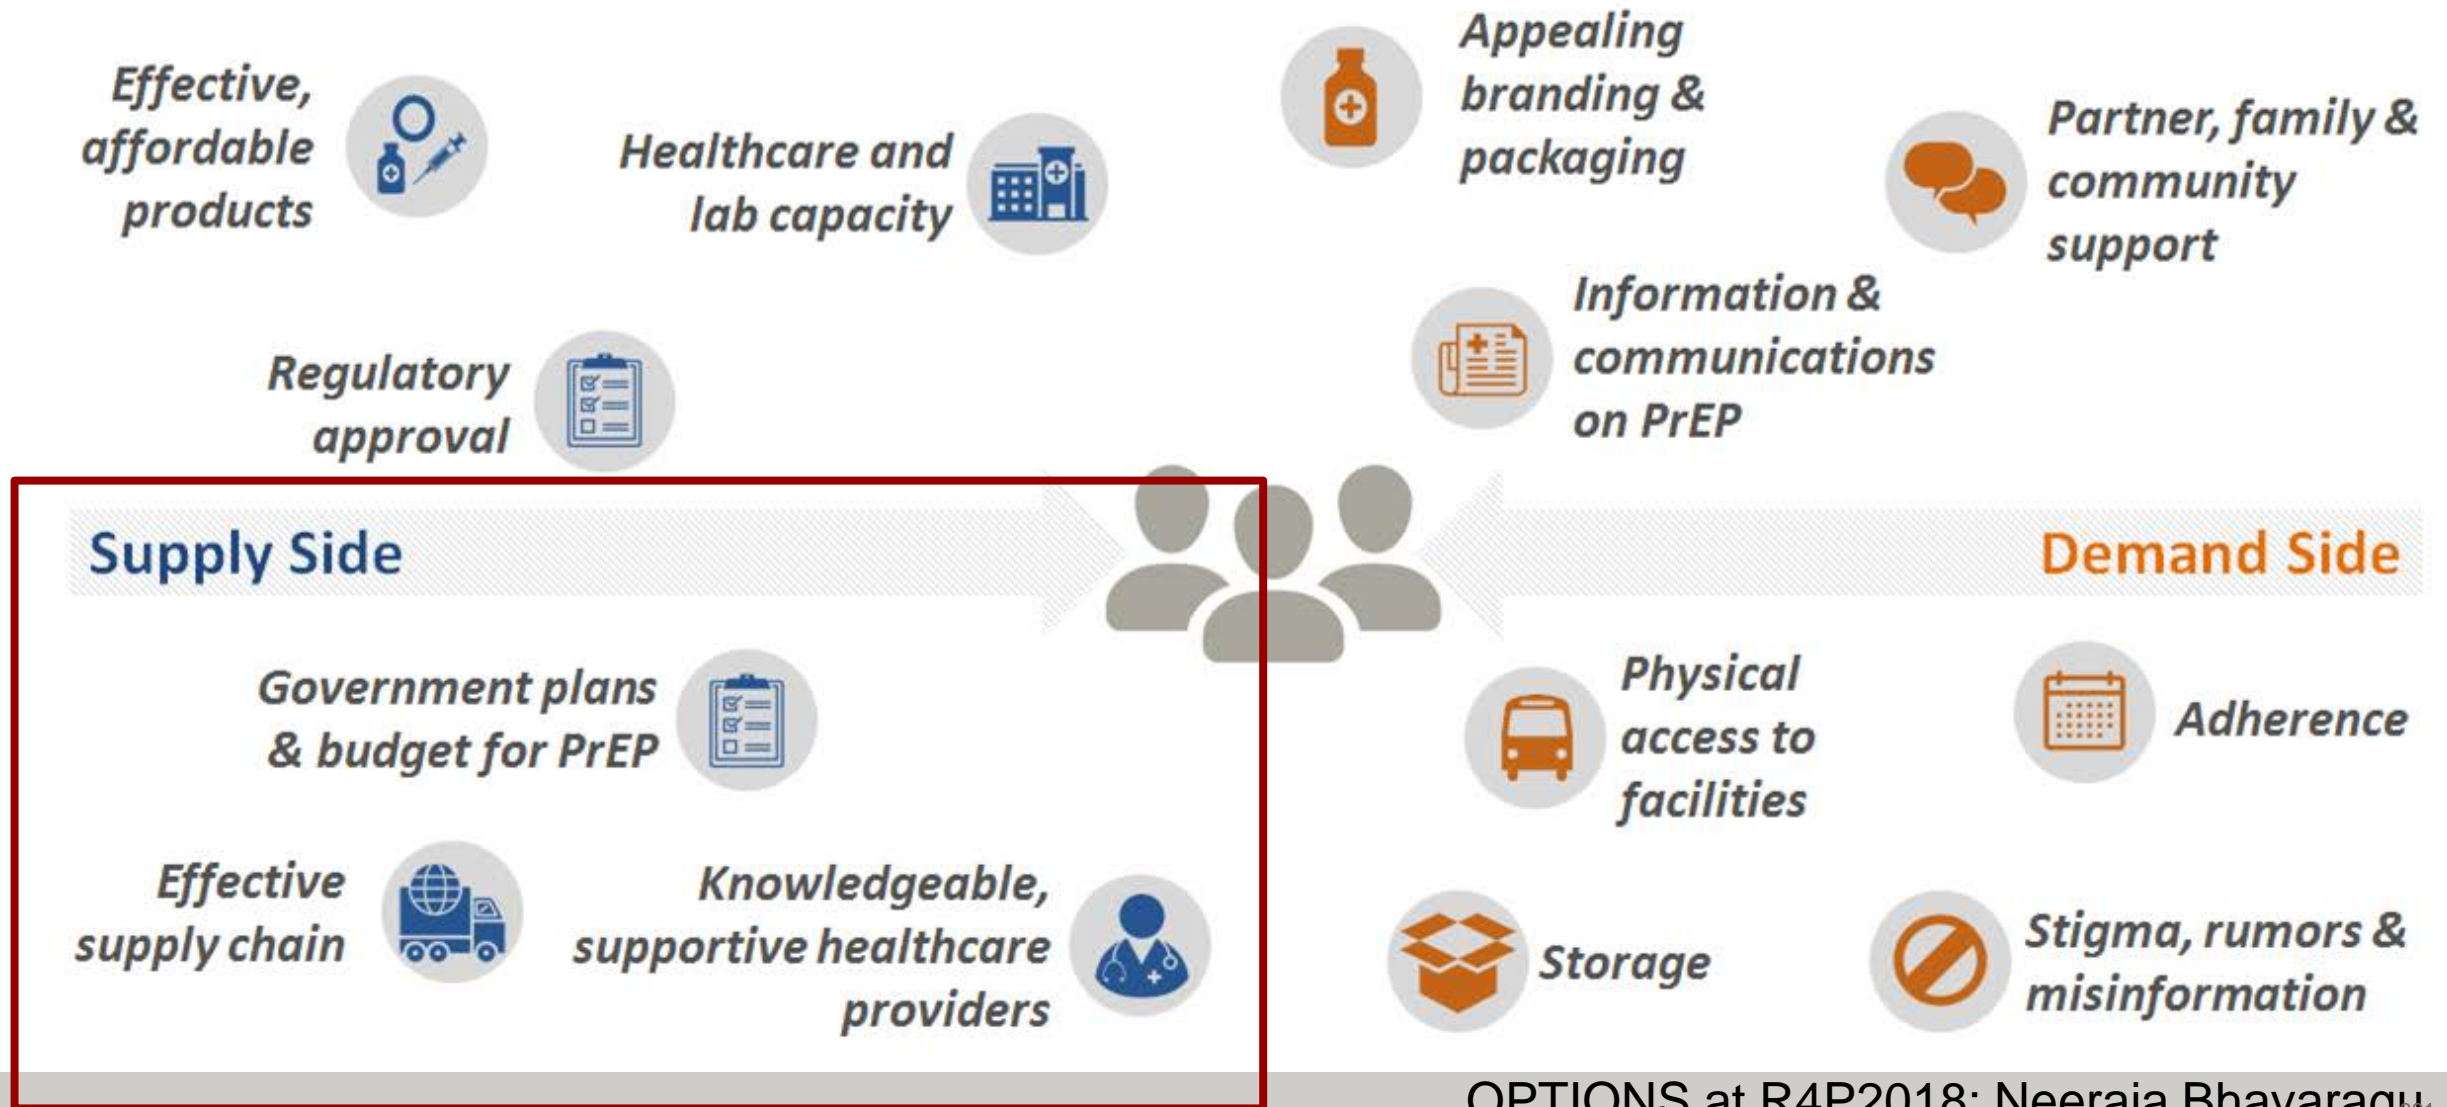 Effective,
affordable
products
Healthcare and
lab capacity
Regulatory
approval
Appealing
branding &
packaging
Partner, family &
community
support
Information &
communications
on PrEP
Supply Side
Demand Side
Government plans
& budget for PrEP
Effective
supply chain
Knowledgeable,
supportive healthcare
providers
Physical
access to
facilities
Adherence
Storage
Stigma, rumors &
misinformation
OPTIONS at R4P2018: Neeraja Bhavaraju